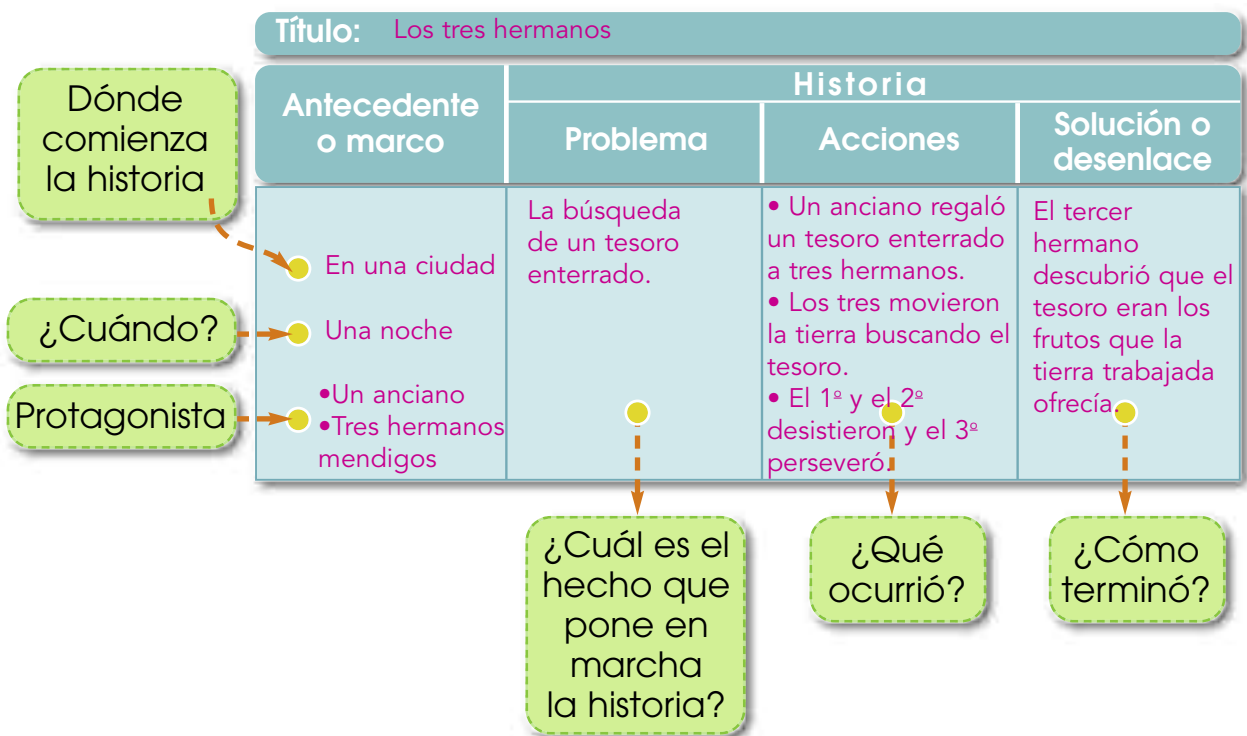 Título: Los tres hermanos
Dónde
comienza
la historia
¿Cuándo?
Protagonista
Antecedente
o marco
Historia
Problema
Acciones
Solución o
desenlace
En una ciudad
Una noche
•Un anciano
•Tres hermanos
mendigos
La búsqueda
de un tesoro
enterrado.
• Un anciano regaló
un tesoro enterrado
a tres hermanos.
• Los tres movieron
la tierra buscando el
tesoro.
• El 1º y el 2º
desistieron y el 3º
perseveró.
El tercer
hermano
descubrió que el
tesoro eran los
frutos que la
tierra trabajada
ofrecía.
¿Cuál es el
hecho que
pone en
marcha
la historia?
¿Qué
ocurrió?
¿Cómo
terminó?